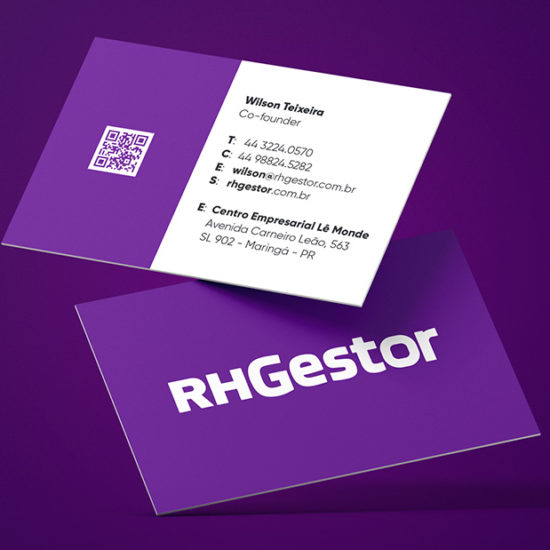 Wilson Teixeira
Co-founder
T: 44 3224.0570
C: 44 98824.5282
E: wilson@rhgestor.com.br
S: rhgestor.com.br
E: Centro Empresarial Lê Monde
Avenida Carneiro Leão, 563
SL 902 - Maringá - PR
RHGestor